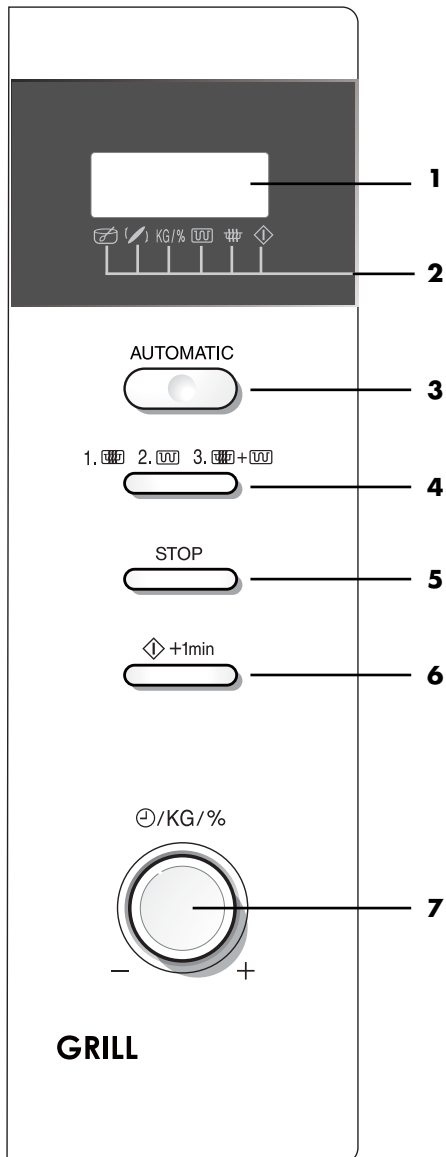 1
KG/%
2
AUTOMATIC
3
1. 2. 3. +
4
STOP
5
+1min
6
/KG/%
7
- +
GRILL